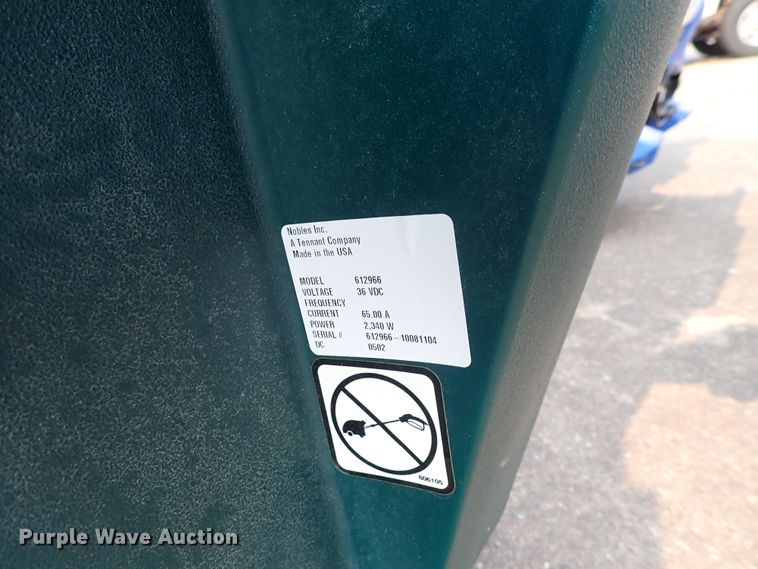 Nobles Inc.
A Tennant Company
Made in the USA
MODEL 612966
VOLTAGE 36 VDC
FREQUENCY
CURRENT 65.00 A
POWER 2,340 W
SERIAL # 612966-10081104
DC 0502
606105
Purple Wave Auction